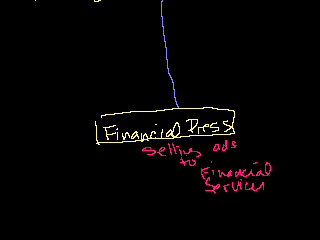 Financial Press
Selling ads
to
Financial
Services